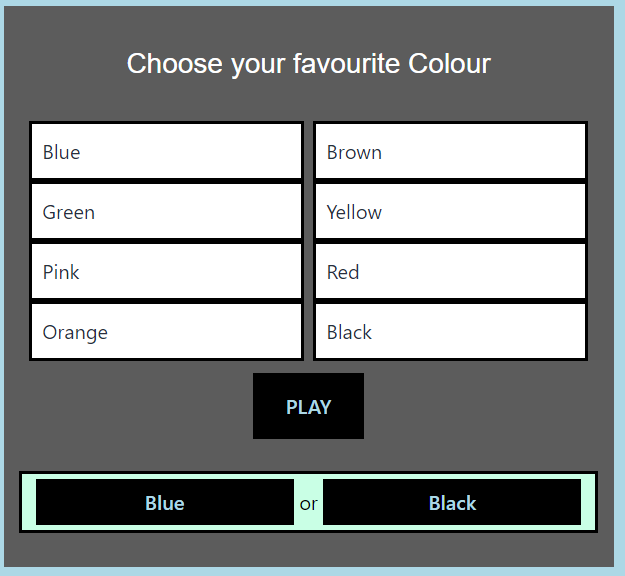 Choose your favourite Colour
Blue Brown
Green Yellow
Pink Red
Orange Black
PLAY
Blue or Black